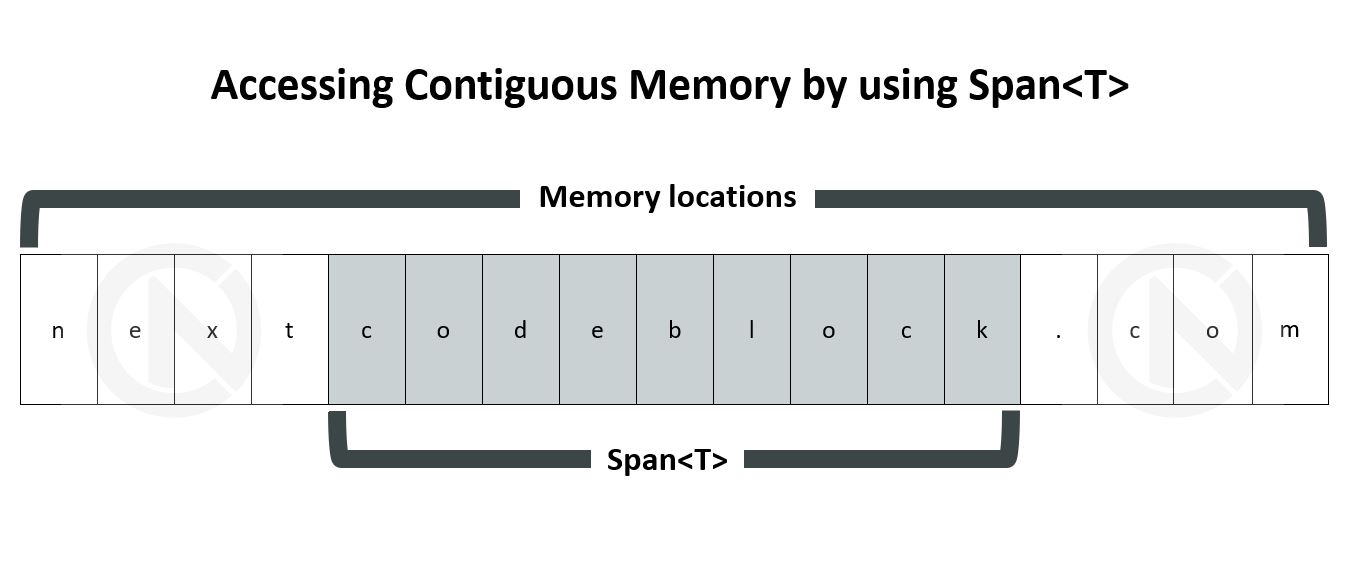 Accessing Contiguous Memory by using Span<T>
Memory locations
n e x t c o d e b l o c k . c o m
Span<T>